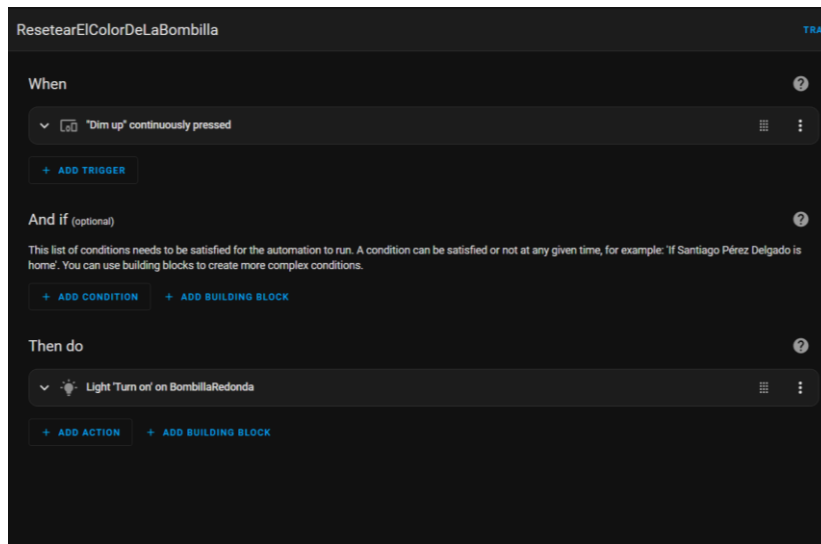 ResetearElColorDeLaBombilla
TRA
When
"Dim up" continuously pressed
+ ADD TRIGGER
And if (optional)
This list of conditions needs to be satisfied for the automation to run. A condition can be satisfied or not at any given time, for example: 'If Santiago Pérez Delgado is
home'. You can use building blocks to create more complex conditions.
+ ADD CONDITION + ADD BUILDING BLOCK
Then do
Light 'Turn on' on BombillaRedonda
+ ADD ACTION + ADD BUILDING BLOCK